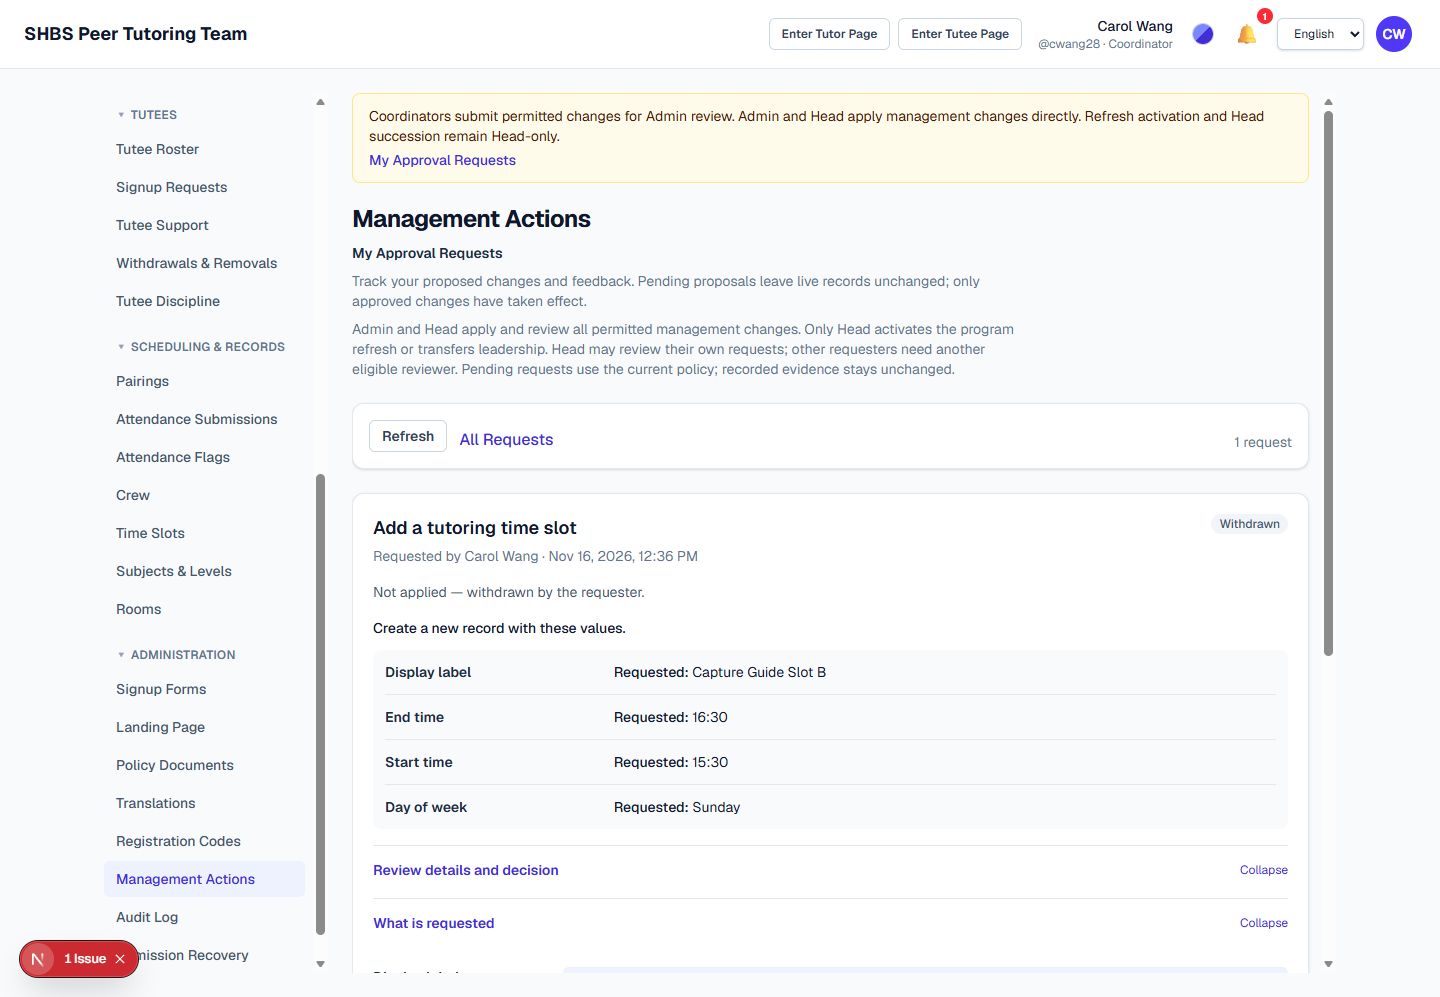 SHBS Peer Tutoring Team
Enter Tutor Page
Enter Tutee Page
Carol Wang
@cwang28 · Coordinator
1
English
CW
TUTEES
Tutee Roster
Signup Requests
Tutee Support
Withdrawals & Removals
Tutee Discipline
SCHEDULING & RECORDS
Pairings
Attendance Submissions
Attendance Flags
Crew
Time Slots
Subjects & Levels
Rooms
ADMINISTRATION
Signup Forms
Landing Page
Policy Documents
Translations
Registration Codes
Management Actions
Audit Log
mission Recovery
N
1 Issue
Coordinators submit permitted changes for Admin review. Admin and Head apply management changes directly. Refresh activation and Head
succession remain Head-only.
My Approval Requests
Management Actions
My Approval Requests
Track your proposed changes and feedback. Pending proposals leave live records unchanged; only
approved changes have taken effect.
Admin and Head apply and review all permitted management changes. Only Head activates the program
refresh or transfers leadership. Head may review their own requests; other requesters need another
eligible reviewer. Pending requests use the current policy; recorded evidence stays unchanged.
Refresh
All Requests
1 request
Add a tutoring time slot
Withdrawn
Requested by Carol Wang · Nov 16, 2026, 12:36 PM
Not applied — withdrawn by the requester.
Create a new record with these values.
Display label
Requested: Capture Guide Slot B
End time
Requested: 16:30
Start time
Requested: 15:30
Day of week
Requested: Sunday
Review details and decision
Collapse
What is requested
Collapse